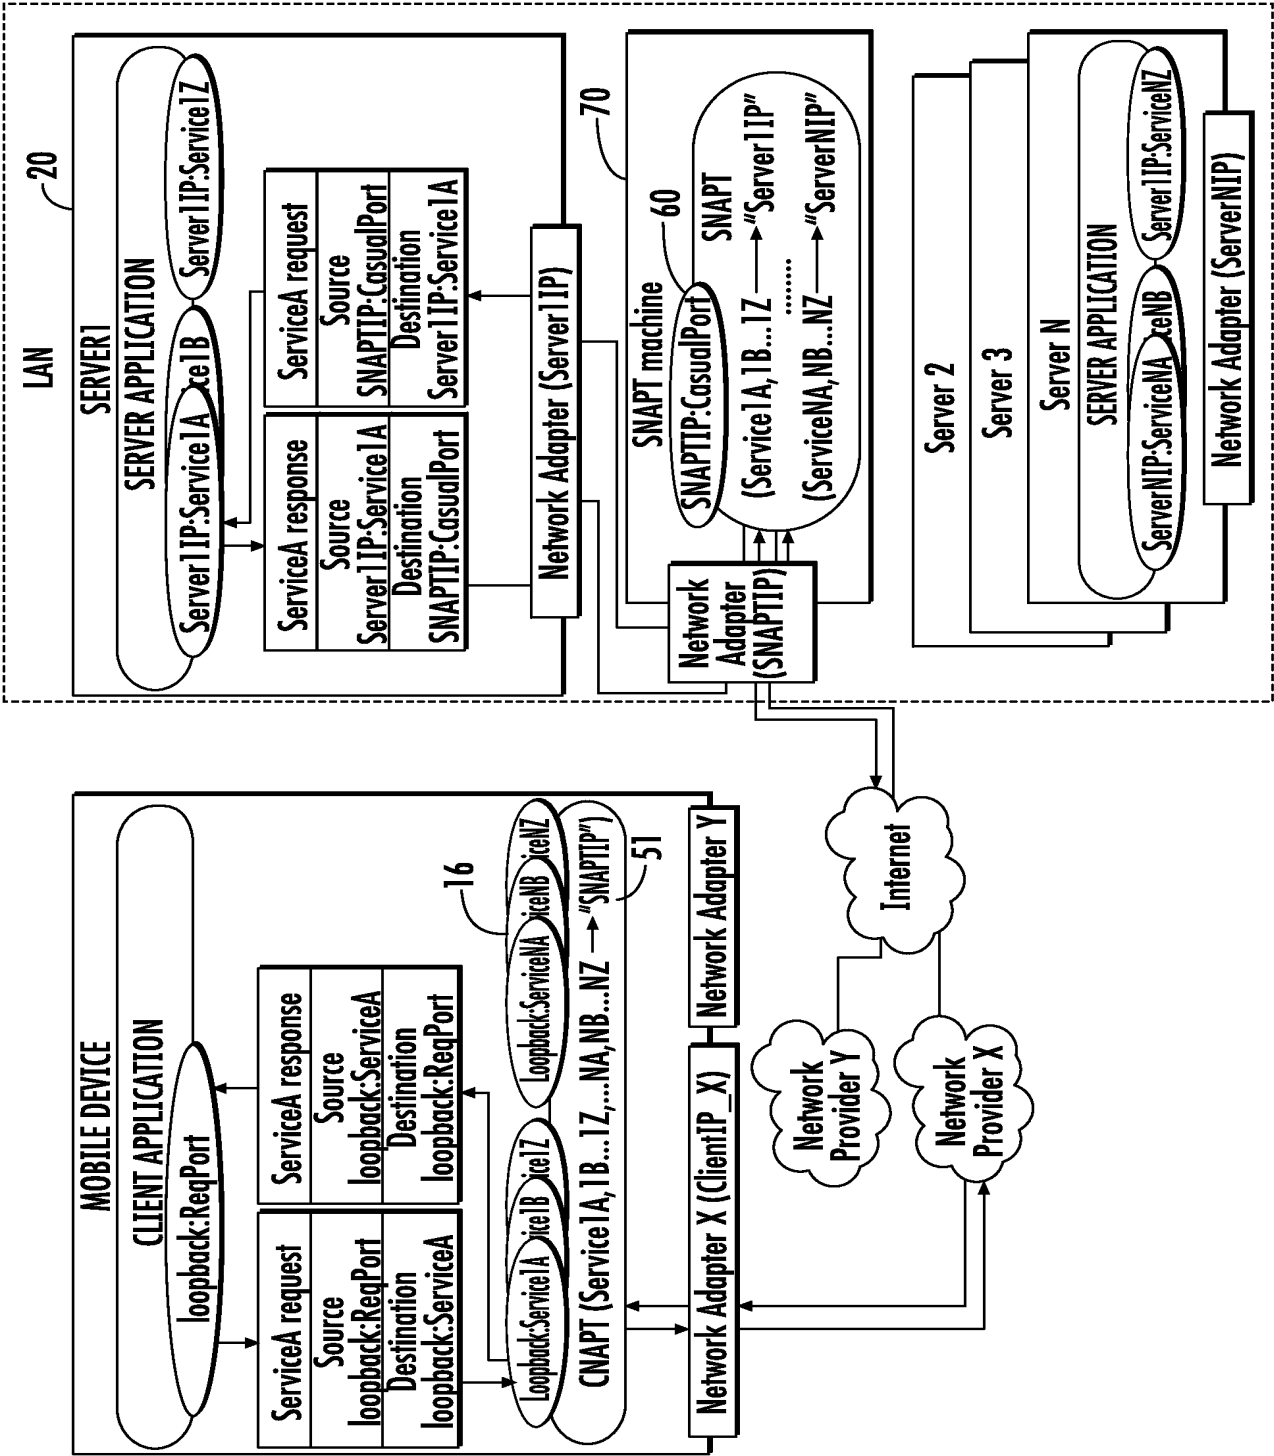 MOBILE DEVICE
CLIENT APPLICATION
loopback:ReqPort
ServiceA request
Source
loopback:ReqPort
Destination
loopback:ServiceA
ServiceA response
Source
loopback:ServiceA
Destination
loopback:ReqPort
16
Loopback:Service1A
vice1B
vice1Z
Loopback:ServiceNA
iceNB
iceNZ
CNAPT (Service1A,1B...1Z,....NA,NB...NZ → “SNAPTIP”)
51
Network Adapter X (ClientIP_X)
Network Adapter Y
Network
Provider Y
Network
Provider X
Internet
LAN
20
SERVER1
SERVER APPLICATION
Server1IP:Service1A
ce1B
Server1IP:Service1Z
ServiceA response
Source
Server1IP:Service1A
Destination
SNAPTIP:CasualPort
ServiceA request
Source
SNAPTIP:CasualPort
Destination
Server1IP:Service1A
Network Adapter (Server1IP)
70
SNAPT machine
60
SNAPTIP:CasualPort
SNAPT
(Service1A,1B...1Z → “Server1IP”
........
(ServiceNA,NB...NZ → “ServerNIP”
Network
Adapter
(SNAPTIP)
Server 2
Server 3
Server N
SERVER APPLICATION
ServerNIP:ServiceNA
ceNB
Server1IP:ServiceNZ
Network Adapter (ServerNIP)